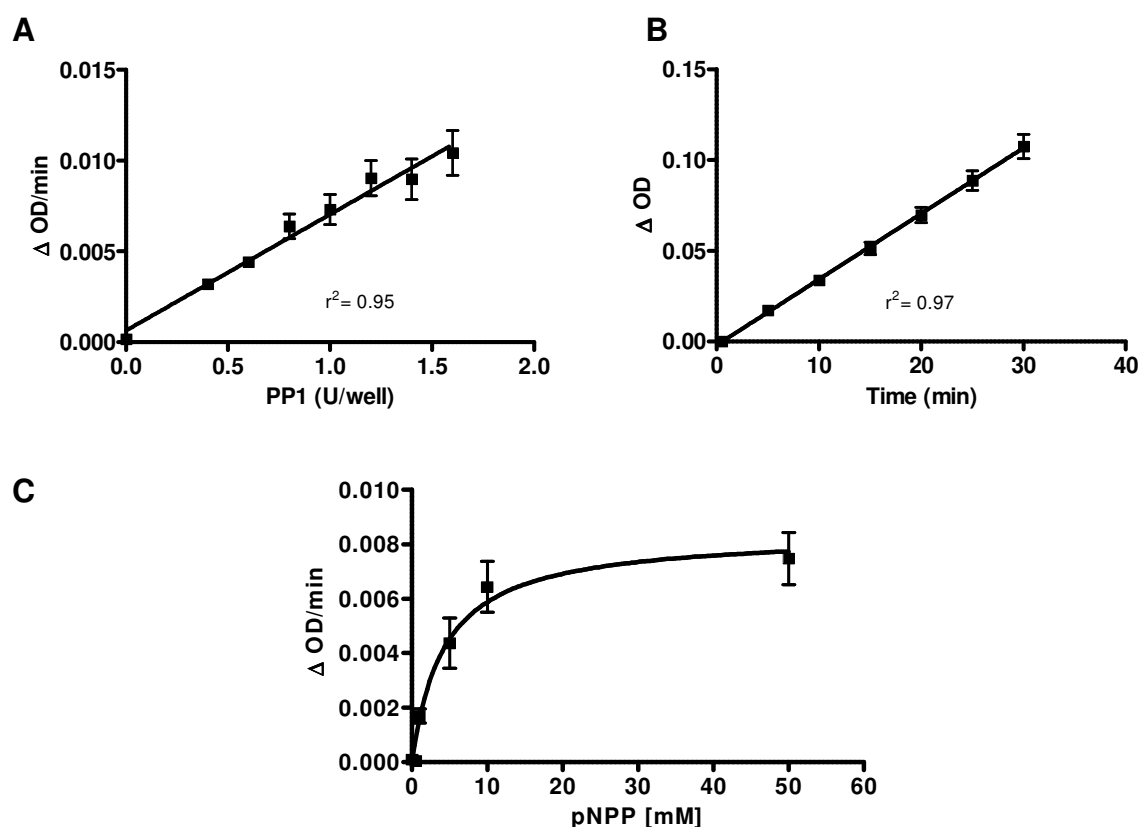 A
0.015
0.010
0.005
0.000
Δ OD/min
r²= 0.95
0.0 0.5 1.0 1.5 2.0
PP1 (U/well)
B
0.15
0.10
0.05
0.00
Δ OD
r²= 0.97
0 10 20 30 40
Time (min)
C
0.010
0.008
0.006
0.004
0.002
0.000
Δ OD/min
0 10 20 30 40 50 60
pNPP [mM]